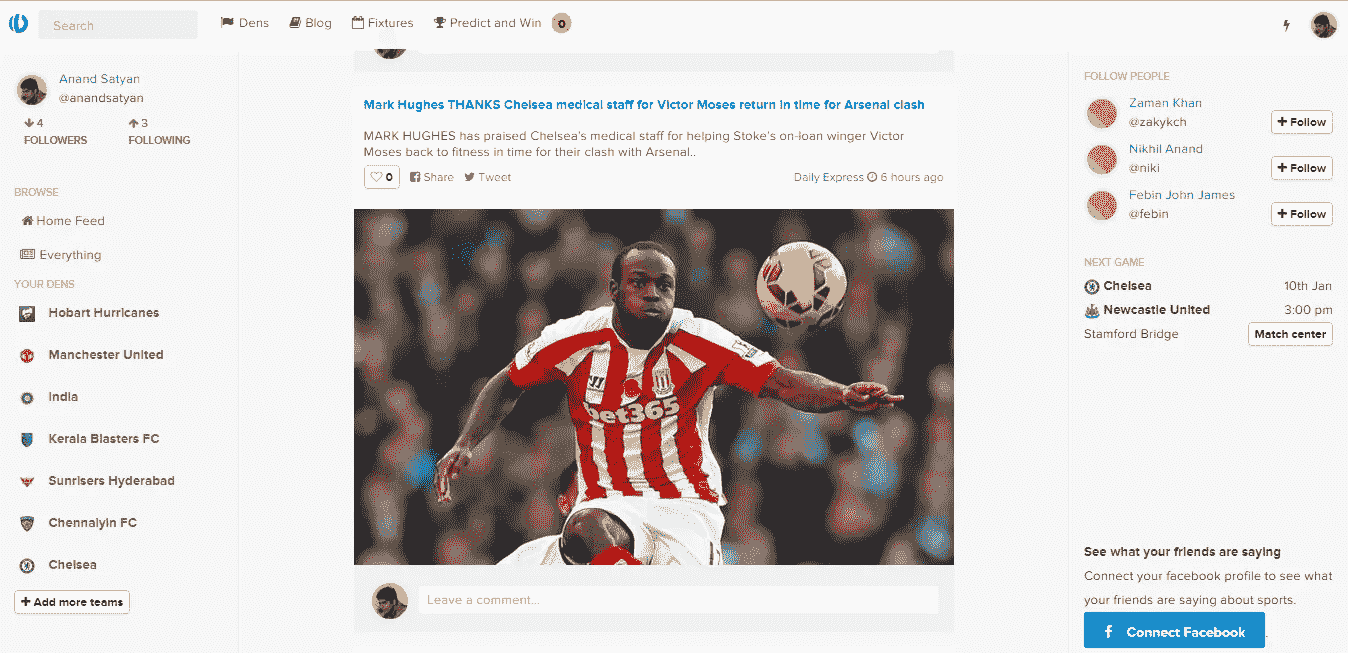 Search
Dens
Blog
Fixtures
Predict and Win 0
Anand Satyan
@anandsatyan
4
FOLLOWERS
3
FOLLOWING
BROWSE
Home Feed
Everything
YOUR DENS
Hobart Hurricanes
Manchester United
India
Kerala Blasters FC
Sunrisers Hyderabad
Chennaiyin FC
Chelsea
+ Add more teams
Mark Hughes THANKS Chelsea medical staff for Victor Moses return in time for Arsenal clash
MARK HUGHES has praised Chelsea's medical staff for helping Stoke's on-loan winger Victor
Moses back to fitness in time for their clash with Arsenal..
0 Share Tweet
Daily Express 6 hours ago
bet365
Leave a comment...
FOLLOW PEOPLE
Zaman Khan
@zakykch
+ Follow
Nikhil Anand
@niki
+ Follow
Febin John James
@febin
+ Follow
NEXT GAME
Chelsea 10th Jan
Newcastle United 3:00 pm
Stamford Bridge Match center
See what your friends are saying
Connect your facebook profile to see what
your friends are saying about sports.
f Connect Facebook